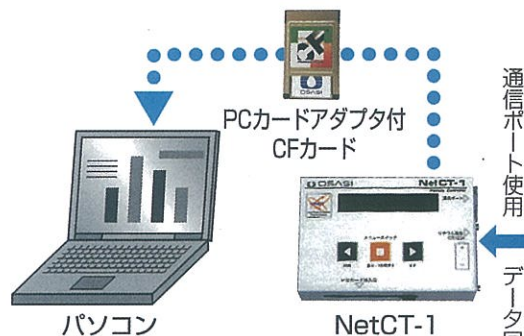 OSASI
PCカードアダプタ付
CFカード
OSASI
NetCT-1
パソコン
NetCT-1
通信ポート使用
データ